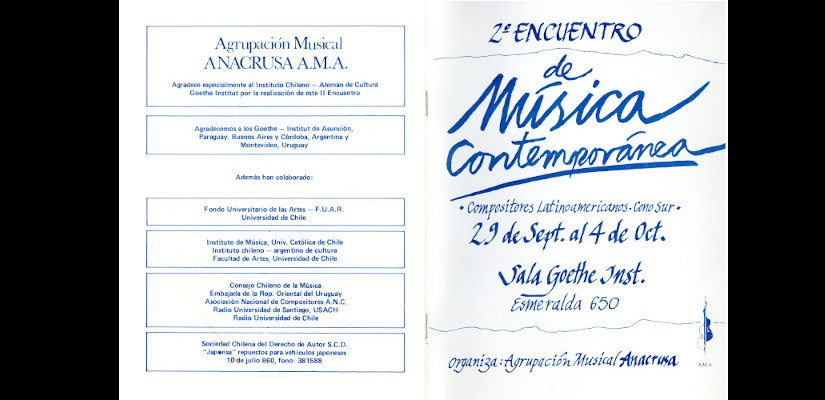 Agrupación Musical
ANACRUSA A.M.A.
Agradece especialmente al Instituto Chileno — Alemán de Cultura
Goethe Institut por la realización de este II Encuentro
Agradecemos a los Goethe — Institut de Asunción,
Paraguay, Buenos Aires y Córdoba, Argentina y
Montevideo, Uruguay
Además han colaborado:
Fondo Universitario de las Artes — F.U.A.R.
Universidad de Chile
Instituto de Música, Univ. Católica de Chile
Instituto chileno — argentino de cultura
Facultad de Artes, Universidad de Chile
Consejo Chileno de la Música
Embajada de la Rep. Oriental del Uruguay
Asociación Nacional de Compositores A.N.C.
Radio Universidad de Santiago, USACH
Radio Universidad de Chile
Sociedad Chilena del Derecho de Autor S.C.D.
"Japonsa" repuestos para vehículos japoneses
10 de julio 860, fono: 381588
2º ENCUENTRO
de
Música
Contemporánea
• Compositores Latinoamericanos - Cono Sur •
29 de Sept. al 4 de Oct.
Sala Goethe Inst.
Esmeralda 650
Organiza: Agrupación Musical Anacrusa
A.M.A.